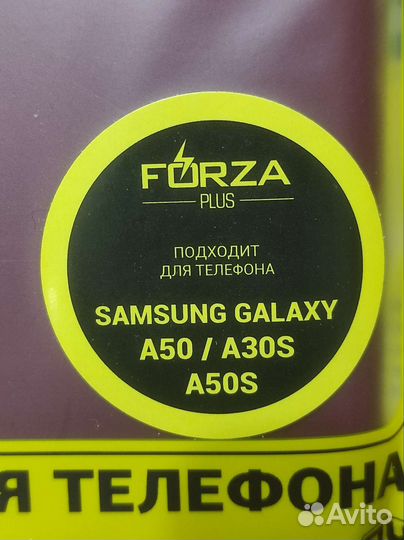 FORZA
PLUS
ПОДХОДИТ
ДЛЯ ТЕЛЕФОНА
SAMSUNG GALAXY
A50 / A30S
A50S
Я ТЕЛЕФОНА
Avito